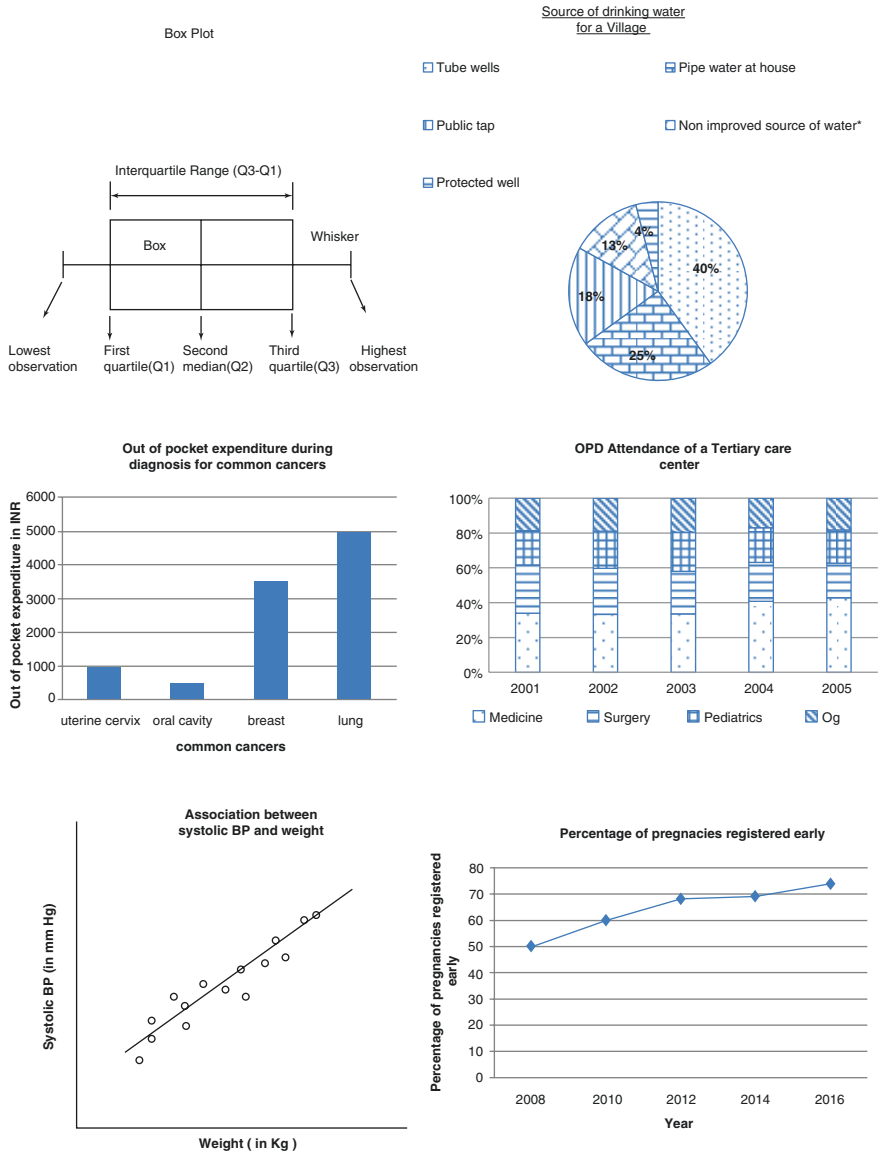 Box Plot
Interquartile Range (Q3-Q1)
Box
Whisker
Lowest
observation
First
quartile(Q1)
Second
median(Q2)
Third
quartile(Q3)
Highest
observation
Source of drinking water
for a Village
Tube wells
Pipe water at house
Public tap
Non improved source of water*
Protected well
4%
13%
40%
18%
25%
Out of pocket expenditure during
diagnosis for common cancers
Out of pocket expenditure in INR
6000
5000
4000
3000
2000
1000
0
uterine cervix oral cavity breast lung
common cancers
OPD Attendance of a Tertiary care
center
100%
80%
60%
40%
20%
0%
2001 2002 2003 2004 2005
Medicine Surgery Pediatrics Og
Association between
systolic BP and weight
Systolic BP (in mm Hg)
Weight ( in Kg )
Percentage of pregnacies registered early
Percentage of pregnancies registered
early
80
70
60
50
40
30
20
10
0
2008 2010 2012 2014 2016
Year